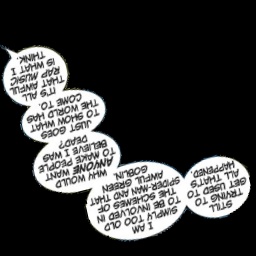 STILL
TRYING TO
GET USED TO
ALL THAT'S
HAPPENED.
AM I
SIMPLY TOO OLD
TO BE INVOLVED IN
THE SCHEMES OF
SPIDER-MAN AND THAT
AWFUL GREEN
GOBLIN.
WHY WOULD
ANYONE WANT
TO MAKE PEOPLE
BELIEVE I WAS
DEAD?
JUST GOES
TO SHOW WHAT
THE WORLD HAS
COME TO.
IT'S ALL
THAT AWFUL
RAP MUSIC,
IS WHAT I
THINK.